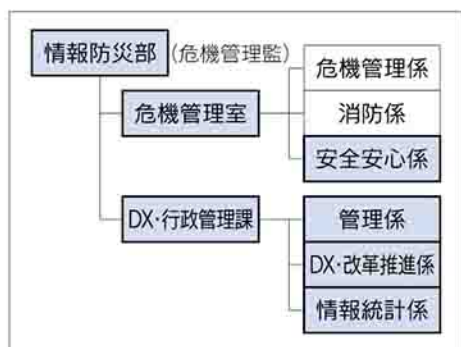 情報防災部(危機管理監)
危機管理室
危機管理係
消防係
安全安心係
DX・行政管理課
管理係
DX・改革推進係
情報統計係